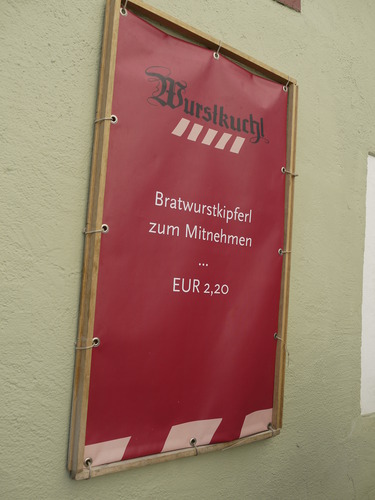 Wurstkuchl
Bratwurstkipferl
zum Mitnehmen
...
EUR 2,20